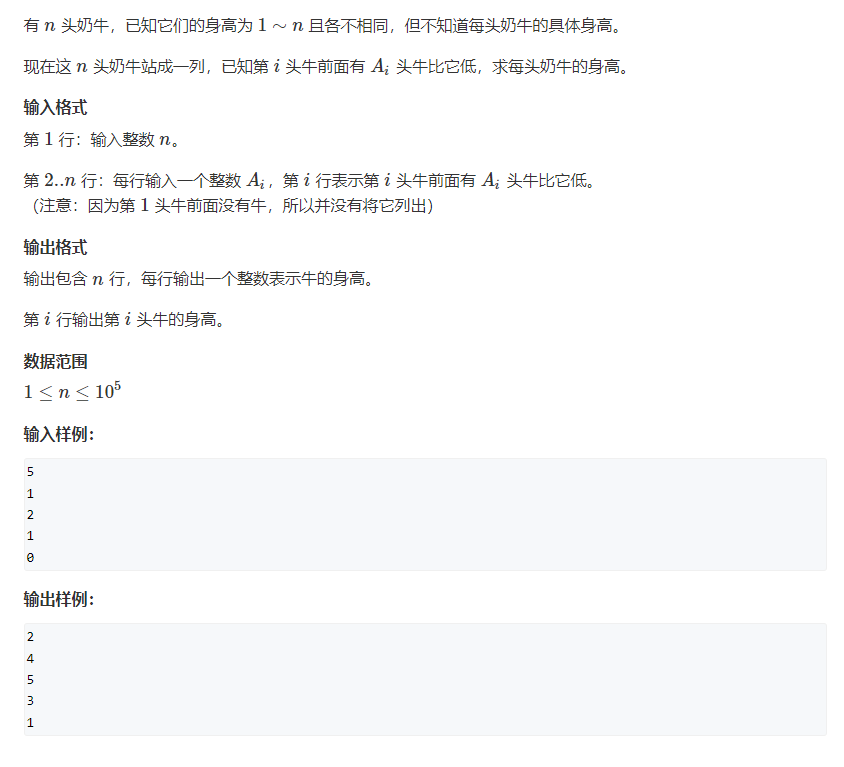 有 n 头奶牛，已知它们的身高为 1 ∼ n 且各不相同，但不知道每头奶牛的具体身高。
现在这 n 头奶牛站成一列，已知第 i 头牛前面有 Aᵢ 头牛比它低，求每头奶牛的身高。
输入格式
第 1 行：输入整数 n。
第 2..n 行：每行输入一个整数 Aᵢ，第 i 行表示第 i 头牛前面有 Aᵢ 头牛比它低。
（注意：因为第 1 头牛前面没有牛，所以并没有将它列出）
输出格式
输出包含 n 行，每行输出一个整数表示牛的身高。
第 i 行输出第 i 头牛的身高。
数据范围
1 ≤ n ≤ 10⁵
输入样例：
5
1
2
1
0
输出样例：
2
4
5
3
1